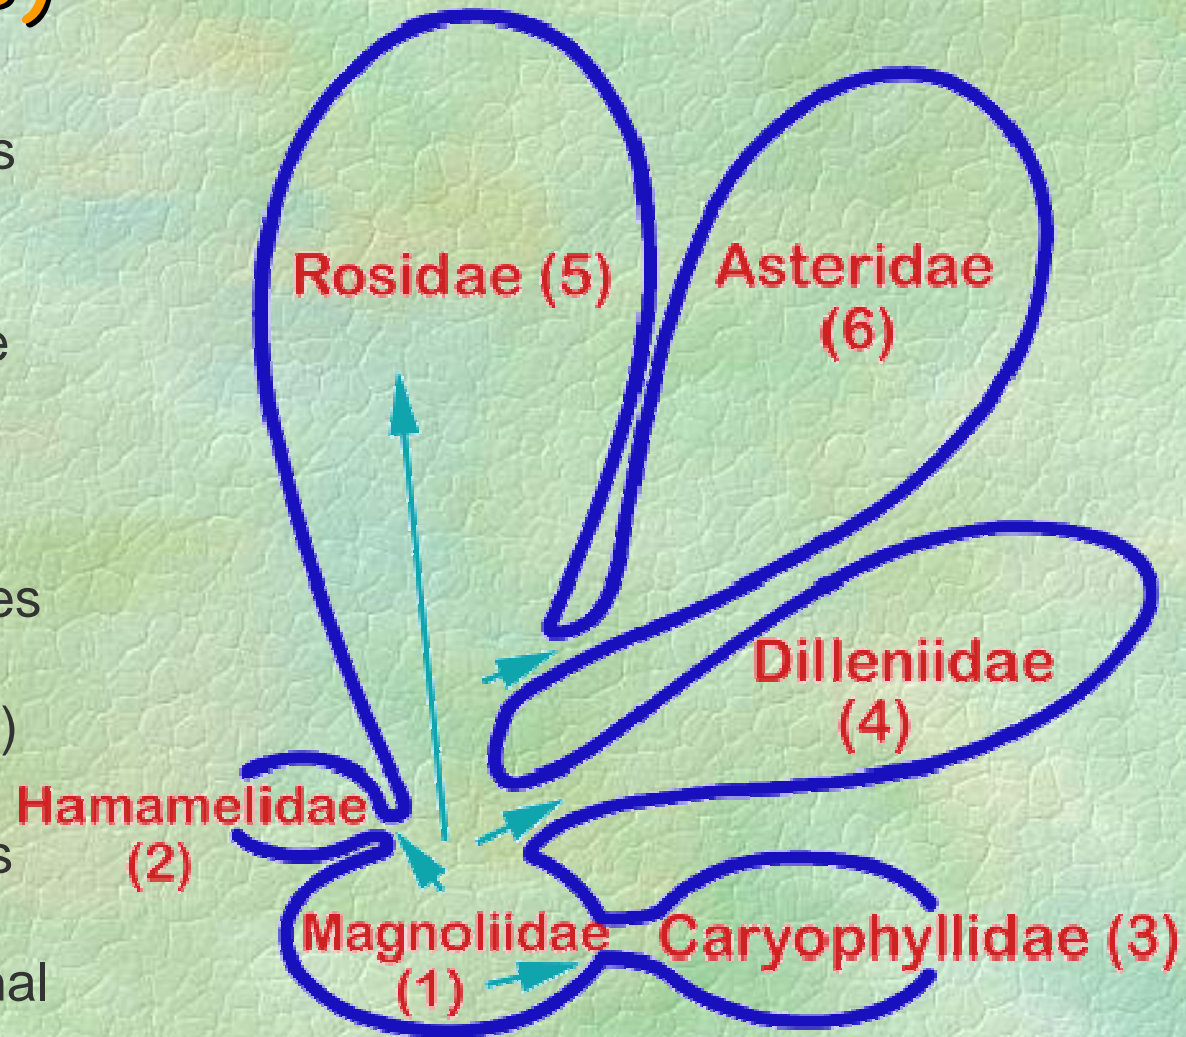 Rosidae (5)
Asteridae
(6)
Dilleniidae
(4)
Hamamelidae
(2)
Magnoliidae
(1)
Caryophyllidae (3)